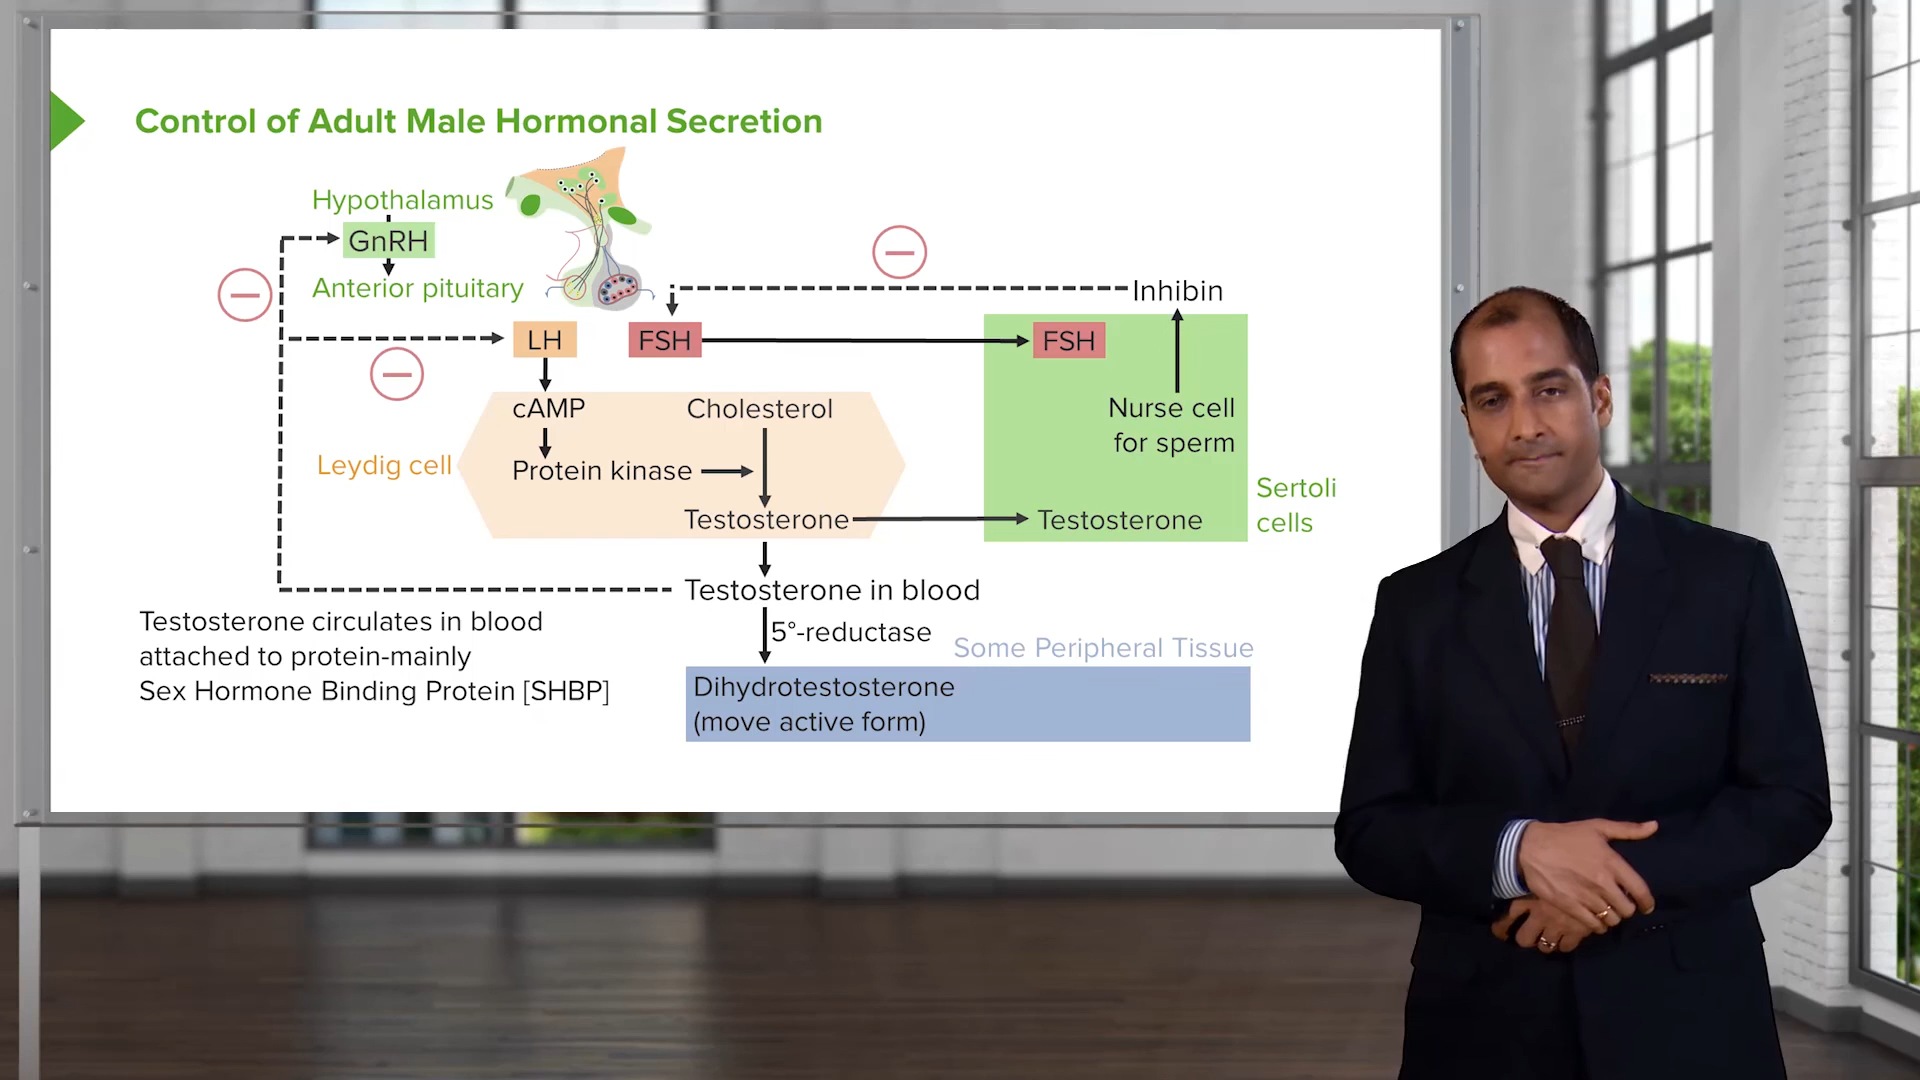 Control of Adult Male Hormonal Secretion
Hypothalamus
GnRH
Anterior pituitary
Inhibin
LH
FSH
FSH
cAMP
Cholesterol
Nurse cell
for sperm
Leydig cell
Protein kinase
Sertoli
cells
Testosterone
Testosterone
Testosterone in blood
Testosterone circulates in blood
attached to protein-mainly
Sex Hormone Binding Protein [SHBP]
5°-reductase
Some Peripheral Tissue
Dihydrotestosterone
(move active form)